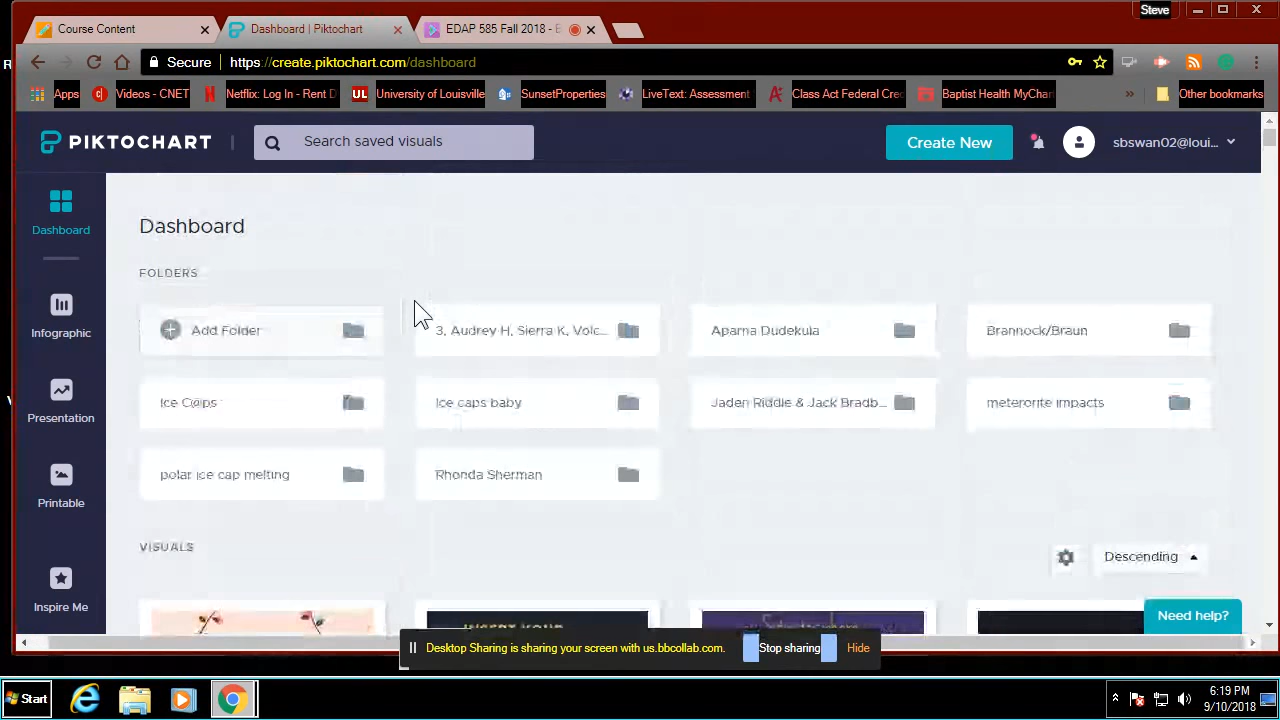 Steve
Course Content
Dashboard | Piktochart
EDAP 585 Fall 2018 -
Secure
https://create.piktochart.com/dashboard
Apps
Videos - CNET
Netflix: Log In - Rent D
University of Louisville
SunsetProperties
LiveText: Assessment
Class Act Federal Cre
Baptist Health MyChar
»
Other bookmarks
PIKTOCHART
Search saved visuals
Create New
sbswan02@loui...
Dashboard
Infographic
Presentation
Printable
Inspire Me
Dashboard
FOLDERS
Add Folder
3, Audrey H, Sierra K, Volc...
Aparna Dudekula
Brannock/Braun
Ice C@ps
Ice caps baby
Jaden Riddle & Jack Bradb...
meterorite impacts
polar ice cap melting
Rhonda Sherman
VISUALS
Descending
INSERT YOUR
Need help?
Desktop Sharing is sharing your screen with us.bbcollab.com.
Stop sharing
Hide
Start
6:19 PM
9/10/2018